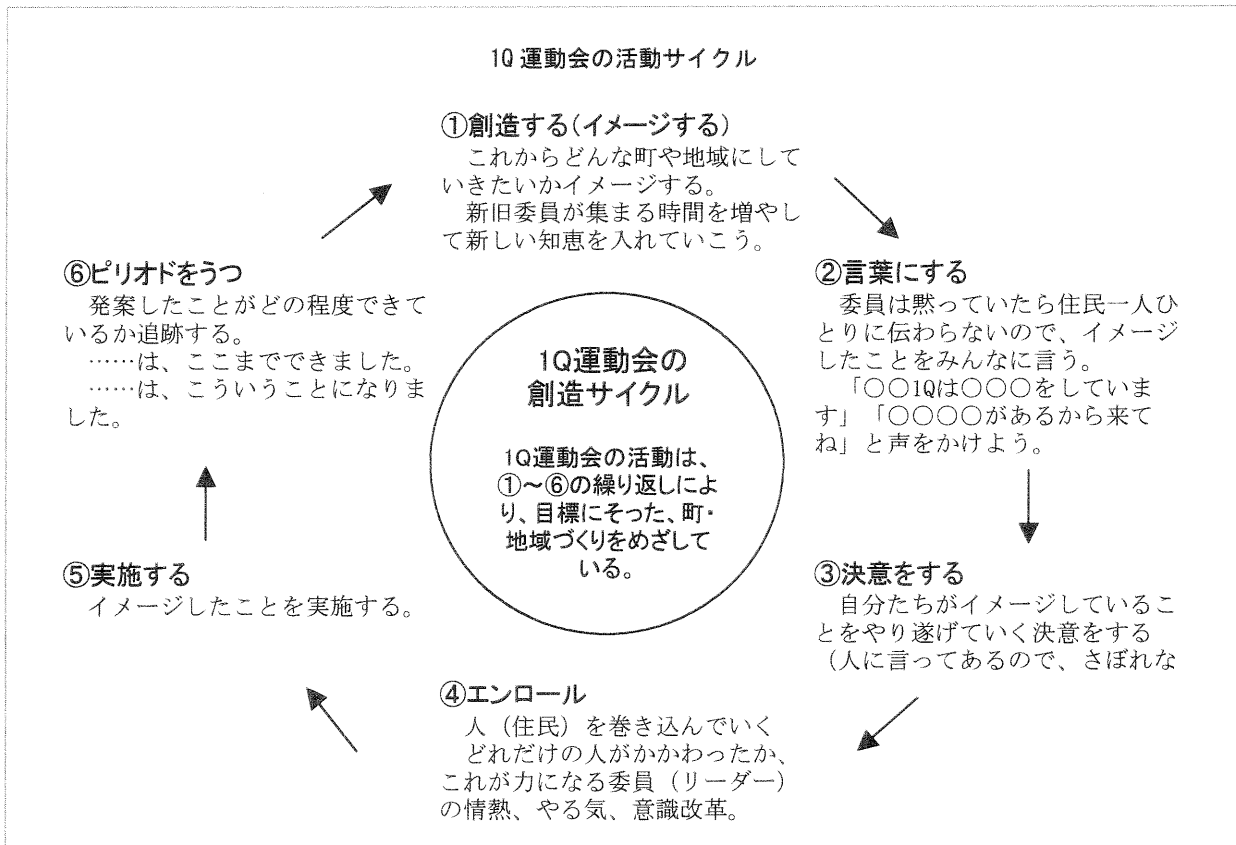 1Q運動会の活動サイクル
①創造する(イメージする)
これからどんな町や地域にして
いきたいかイメージする。
新旧委員が集まる時間を増やし
て新しい知恵を入れていこう。
②言葉にする
委員は黙っていたら住民一人ひ
とりに伝わらないので、イメージ
したことをみんなに言う。
「〇〇1Qは〇〇〇をしていま
す」「〇〇〇〇があるから来て
ね」と声をかけよう。
③決意をする
自分たちがイメージしているこ
とをやり遂げていく決意をする
(人に言ってあるので、さぼれな
④エンロール
人(住民)を巻き込んでいく
どれだけの人がかかわったか、
これが力になる委員(リーダー)
の情熱、やる気、意識改革。
⑤実施する
イメージしたことを実施する。
⑥ピリオドをうつ
発案したことがどの程度できて
いるか追跡する。
……は、ここまでできました。
……は、こういうことになりま
した。
1Q運動会の
創造サイクル
1Q運動会の活動は、
①～⑥の繰り返しによ
り、目標にそった、町・
地域づくりをめざして
いる。